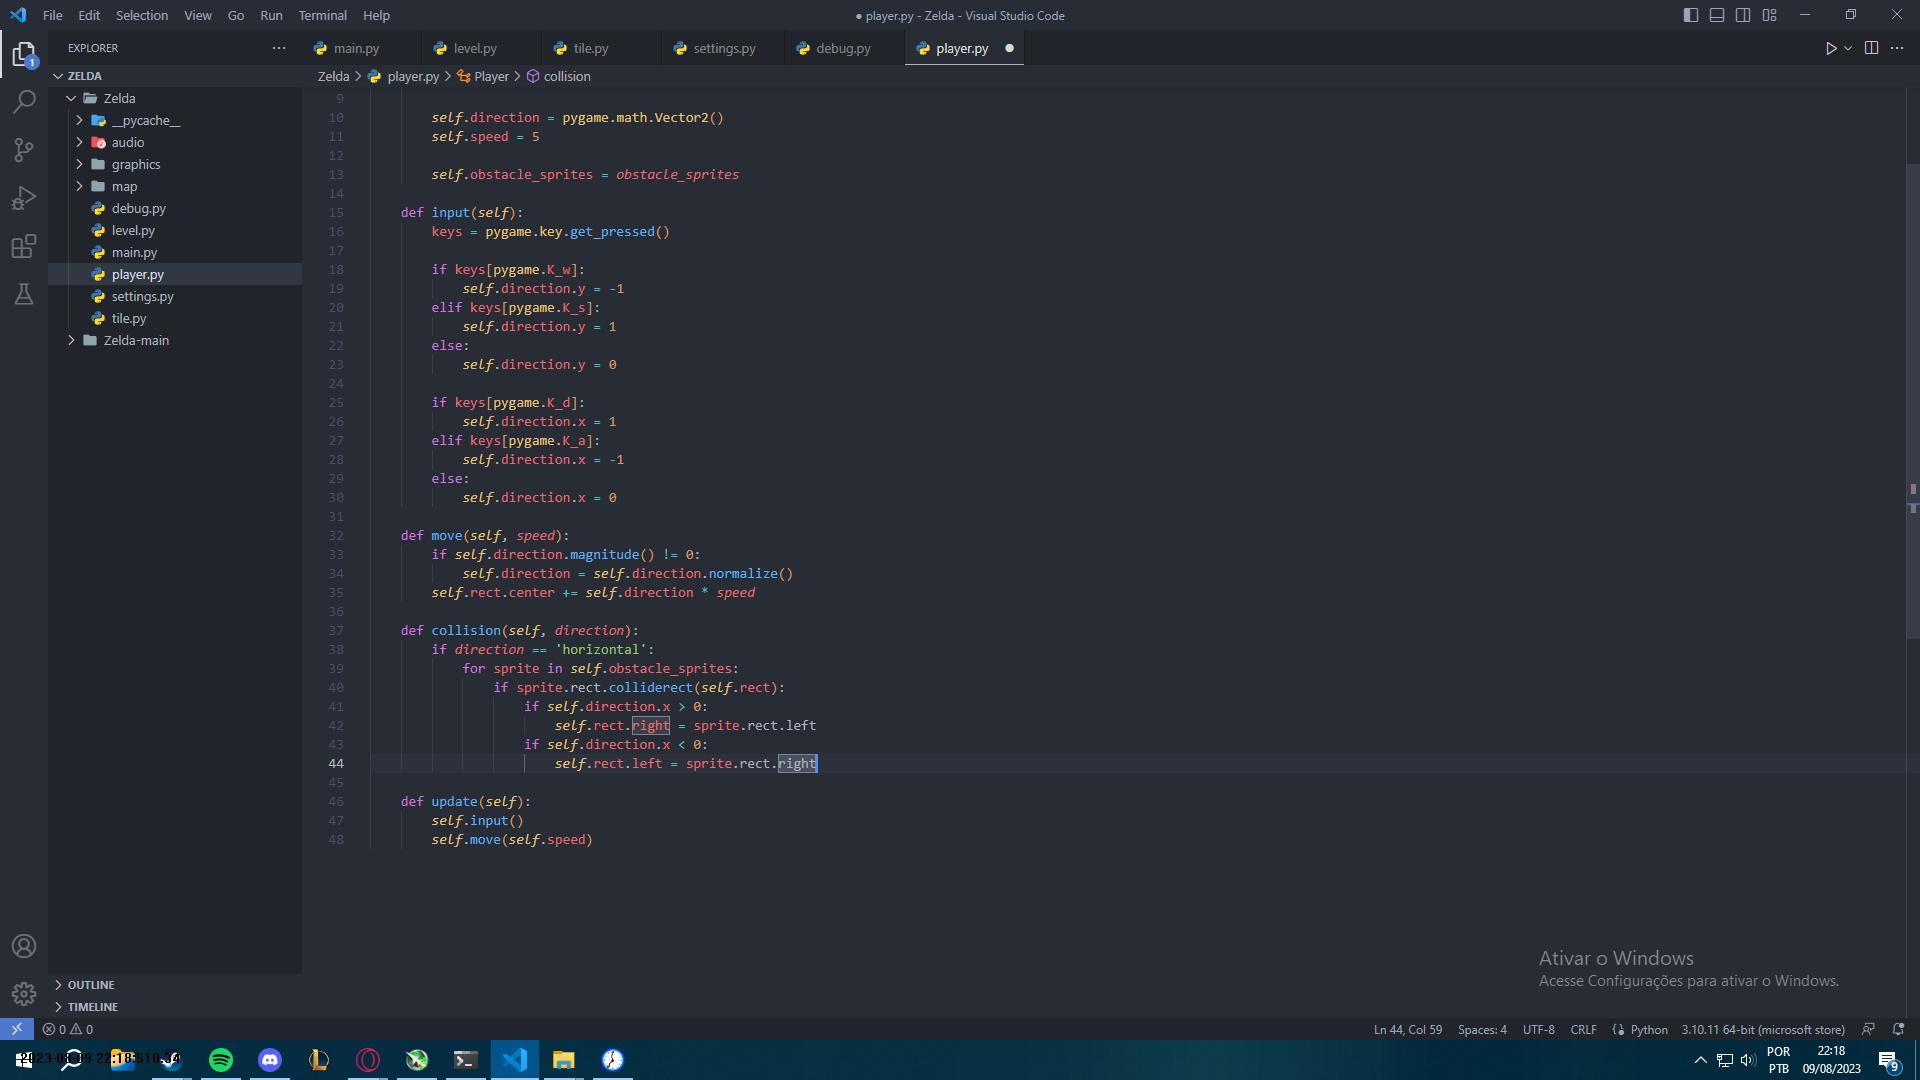 File Edit Selection View Go Run Terminal Help
● player.py - Zelda - Visual Studio Code
EXPLORER
main.py level.py tile.py settings.py debug.py player.py
ZELDA
Zelda > player.py > Player > collision
Zelda
__pycache__
audio
graphics
map
debug.py
level.py
main.py
player.py
settings.py
tile.py
Zelda-main
OUTLINE
TIMELINE
1
9
10 self.direction = pygame.math.Vector2()
11 self.speed = 5
12
13 self.obstacle_sprites = obstacle_sprites
14
15 def input(self):
16 keys = pygame.key.get_pressed()
17
18 if keys[pygame.K_w]:
19 self.direction.y = -1
20 elif keys[pygame.K_s]:
21 self.direction.y = 1
22 else:
23 self.direction.y = 0
24
25 if keys[pygame.K_d]:
26 self.direction.x = 1
27 elif keys[pygame.K_a]:
28 self.direction.x = -1
29 else:
30 self.direction.x = 0
31
32 def move(self, speed):
33 if self.direction.magnitude() != 0:
34 self.direction = self.direction.normalize()
35 self.rect.center += self.direction * speed
36
37 def collision(self, direction):
38 if direction == 'horizontal':
39 for sprite in self.obstacle_sprites:
40 if sprite.rect.colliderect(self.rect):
41 if self.direction.x > 0:
42 self.rect.right = sprite.rect.left
43 if self.direction.x < 0:
44 self.rect.left = sprite.rect.right
45
46 def update(self):
47 self.input()
48 self.move(self.speed)
Ativar o Windows
Acesse Configurações para ativar o Windows.
0 0
Ln 44, Col 59 Spaces: 4 UTF-8 CRLF Python 3.10.11 64-bit (microsoft store)
POR
PTB
22:18
09/08/2023
9